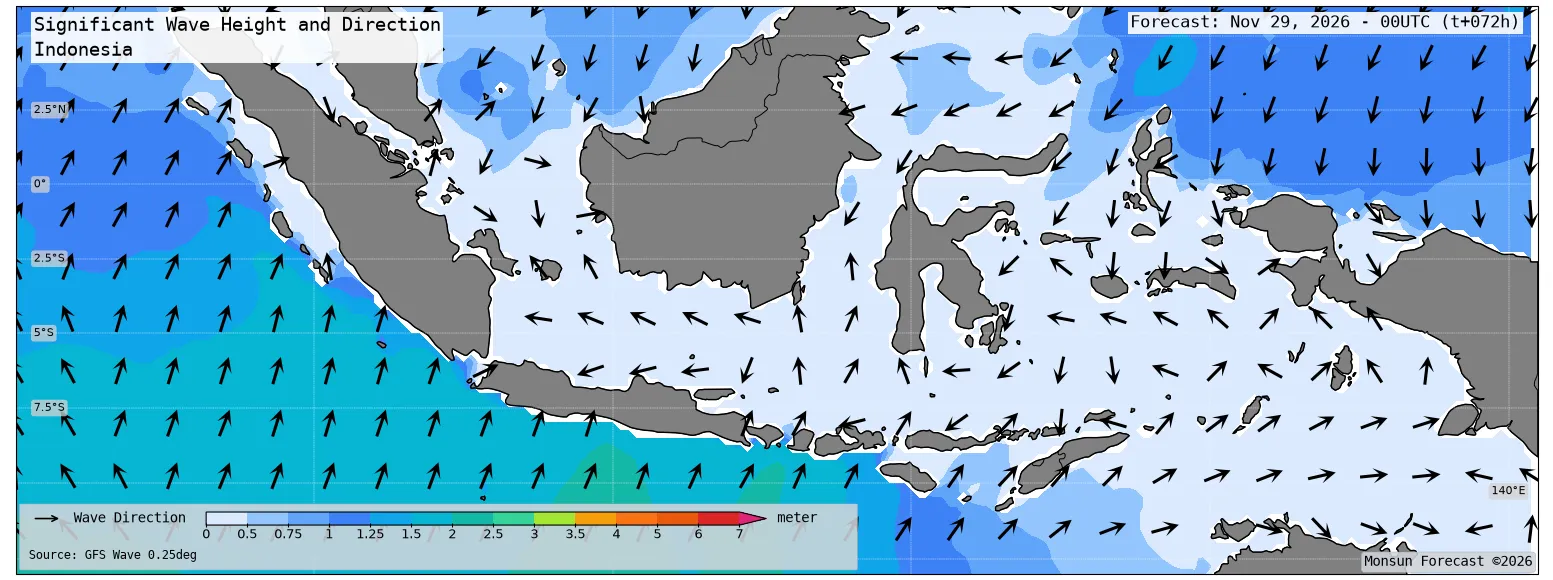 Significant Wave Height and Direction
Indonesia
Forecast: Nov 29, 2026 - 00UTC (t+072h)
2.5°N
0°
2.5°S
5°S
7.5°S
140°E
Wave Direction
0 0.5 0.75 1 1.25 1.5 2 2.5 3 3.5 4 5 6 7
meter
Source: GFS Wave 0.25deg
Monsun Forecast ©2026